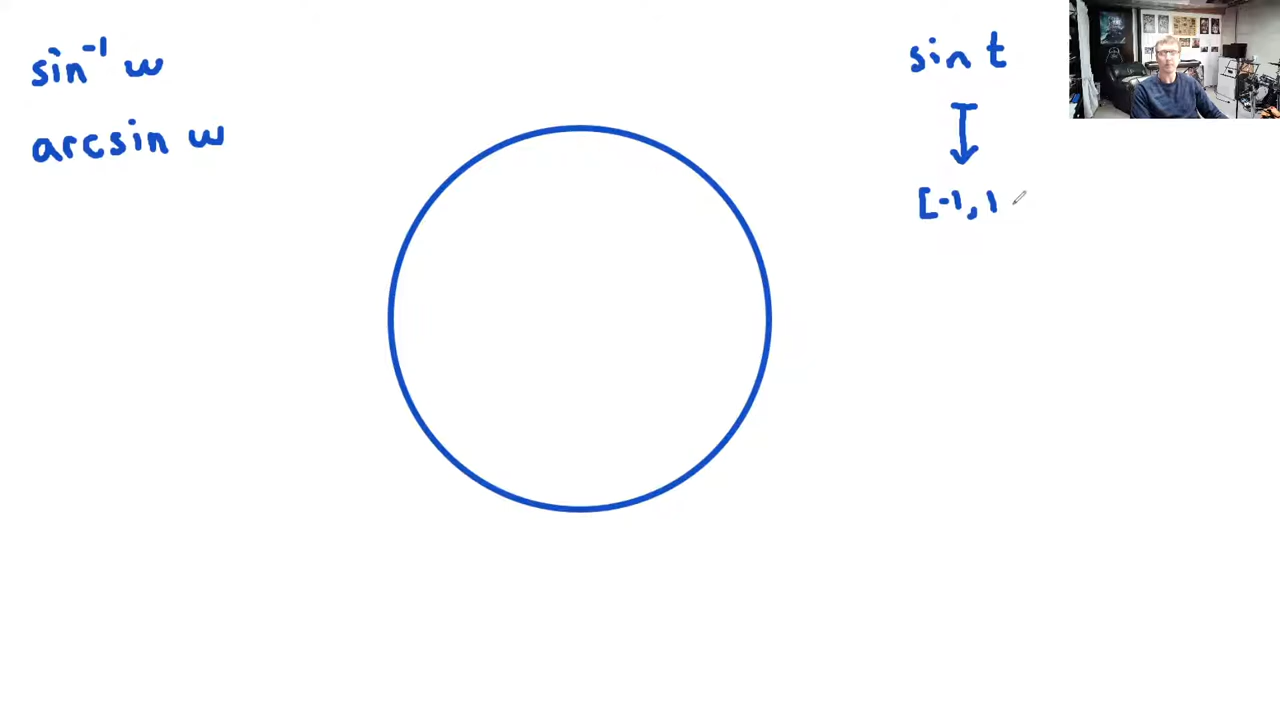 sin⁻¹ w
arcsin w
sin t
[-1, 1